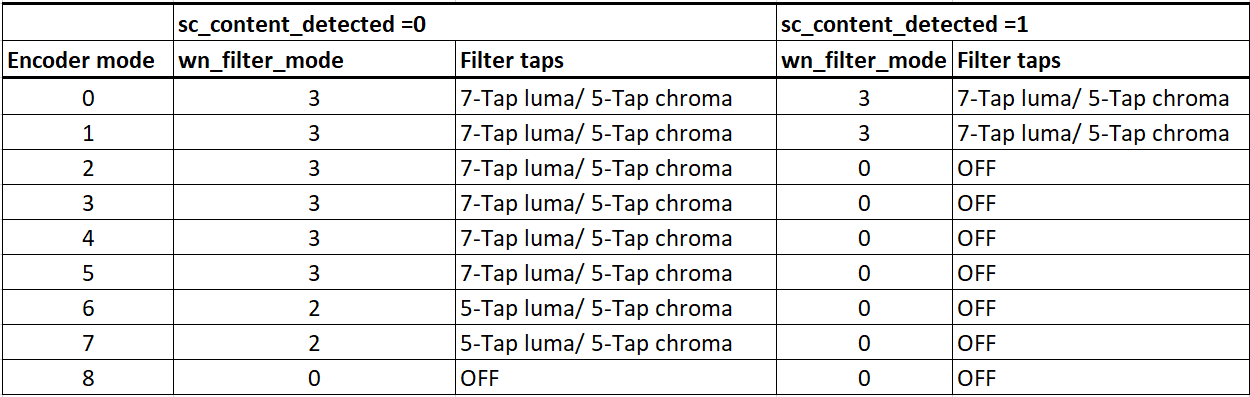 sc_content_detected =0 sc_content_detected =1
Encoder mode wn_filter_mode Filter taps wn_filter_mode Filter taps
0 3 7-Tap luma/ 5-Tap chroma 3 7-Tap luma/ 5-Tap chroma
1 3 7-Tap luma/ 5-Tap chroma 3 7-Tap luma/ 5-Tap chroma
2 3 7-Tap luma/ 5-Tap chroma 0 OFF
3 3 7-Tap luma/ 5-Tap chroma 0 OFF
4 3 7-Tap luma/ 5-Tap chroma 0 OFF
5 3 7-Tap luma/ 5-Tap chroma 0 OFF
6 2 5-Tap luma/ 5-Tap chroma 0 OFF
7 2 5-Tap luma/ 5-Tap chroma 0 OFF
8 0 OFF 0 OFF